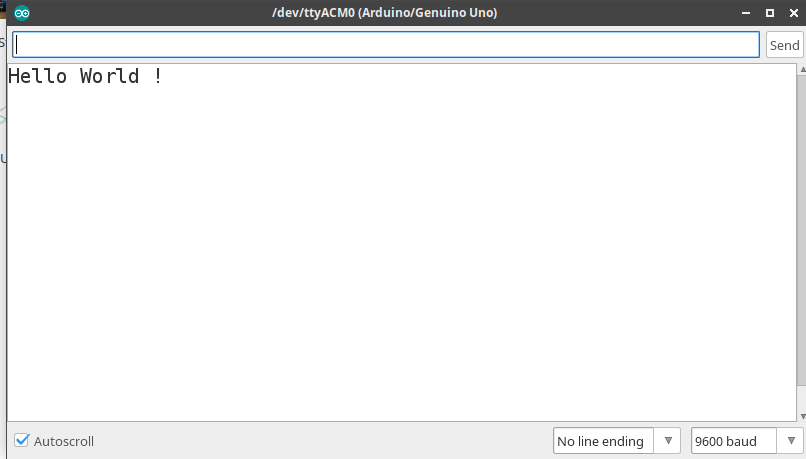 /dev/ttyACM0 (Arduino/Genuino Uno)
Send
Hello World !
Autoscroll
No line ending
9600 baud